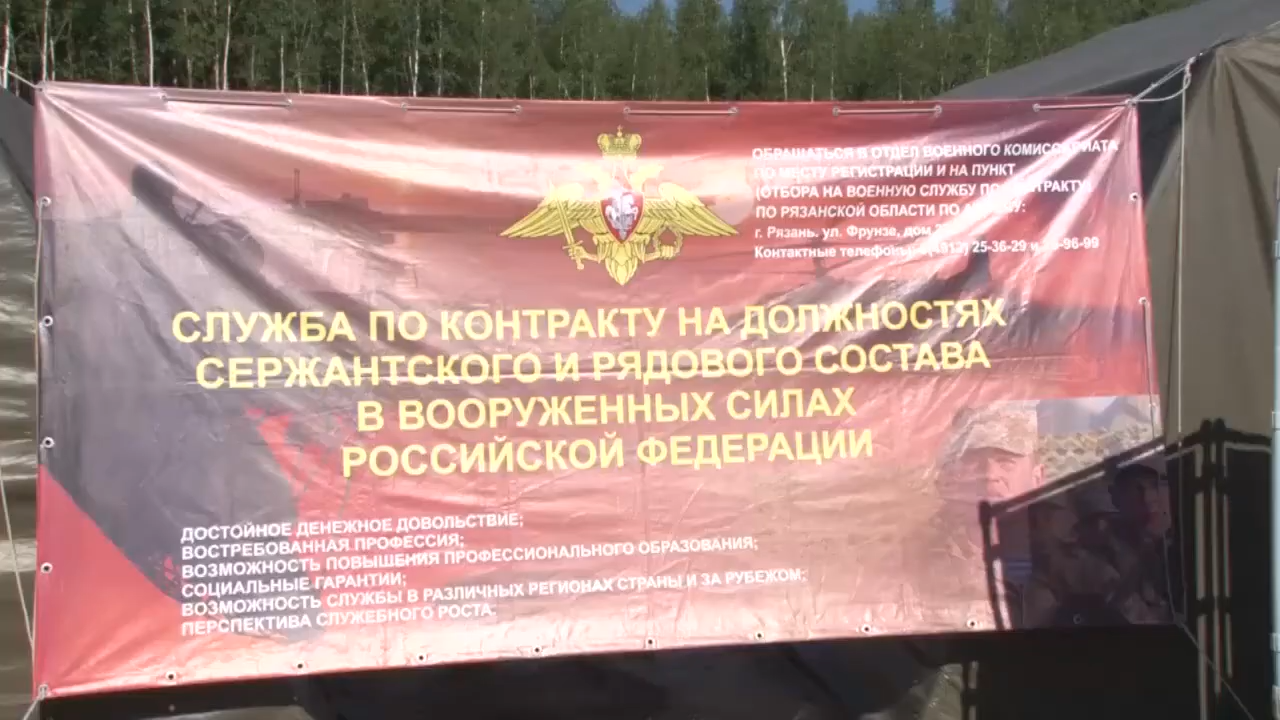 ОБРАЩАТЬСЯ В ОТДЕЛ ВОЕННОГО КОМИССАРИАТА
ПО МЕСТУ РЕГИСТРАЦИИ И НА ПУНКТ
(ОТБОРА НА ВОЕННУЮ СЛУЖБУ ПО КОНТРАКТУ)
ПО РЯЗАНСКОЙ ОБЛАСТИ ПО АДРЕСУ:
г. Рязань. ул. Фрунзе, дом
Контактные телефоны: 25-36-29 и
СЛУЖБА ПО КОНТРАКТУ НА ДОЛЖНОСТЯХ
СЕРЖАНТСКОГО И РЯДОВОГО СОСТАВА
В ВООРУЖЕННЫХ СИЛАХ
РОССИЙСКОЙ ФЕДЕРАЦИИ
ДОСТОЙНОЕ ДЕНЕЖНОЕ ДОВОЛЬСТВИЕ;
ВОСТРЕБОВАННАЯ ПРОФЕССИЯ;
ВОЗМОЖНОСТЬ ПОВЫШЕНИЯ ПРОФЕССИОНАЛЬНОГО ОБРАЗОВАНИЯ;
СОЦИАЛЬНЫЕ ГАРАНТИИ;
ВОЗМОЖНОСТЬ СЛУЖБЫ В РАЗЛИЧНЫХ РЕГИОНАХ СТРАНЫ И ЗА РУБЕЖОМ;
ПЕРСПЕКТИВА СЛУЖЕБНОГО РОСТА.